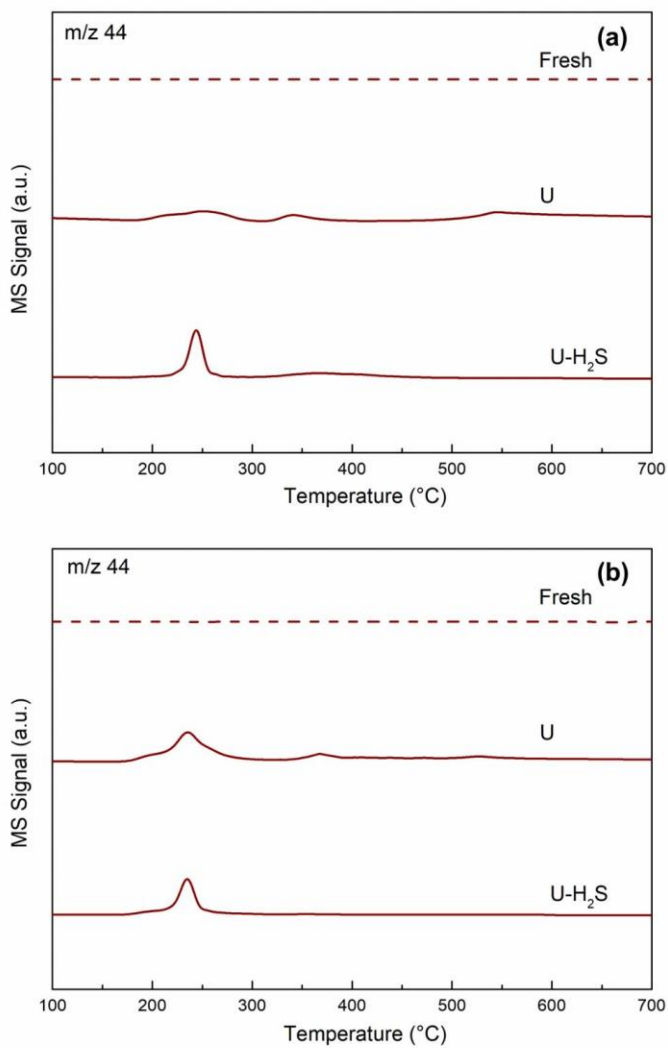 m/z 44
(a)
Fresh
U
U-H₂S
MS Signal (a.u.)
100 200 300 400 500 600 700
Temperature (°C)
m/z 44
(b)
Fresh
U
U-H₂S
MS Signal (a.u.)
100 200 300 400 500 600 700
Temperature (°C)